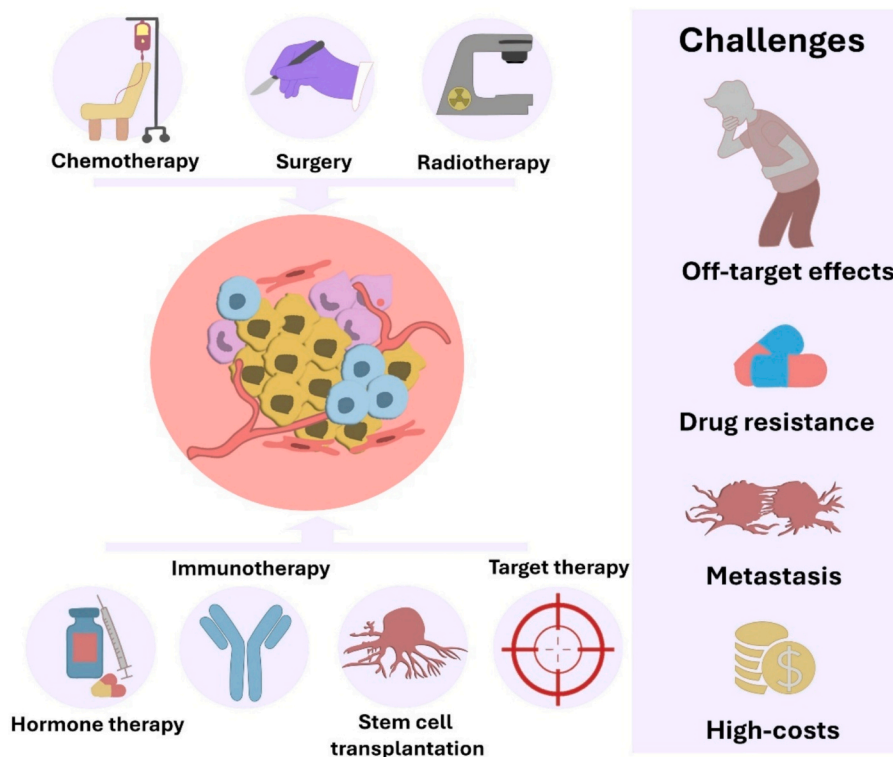 Chemotherapy
Surgery
Radiotherapy
Immunotherapy
Target therapy
Hormone therapy
Stem cell
transplantation
Challenges
Off-target effects
Drug resistance
Metastasis
$
High-costs